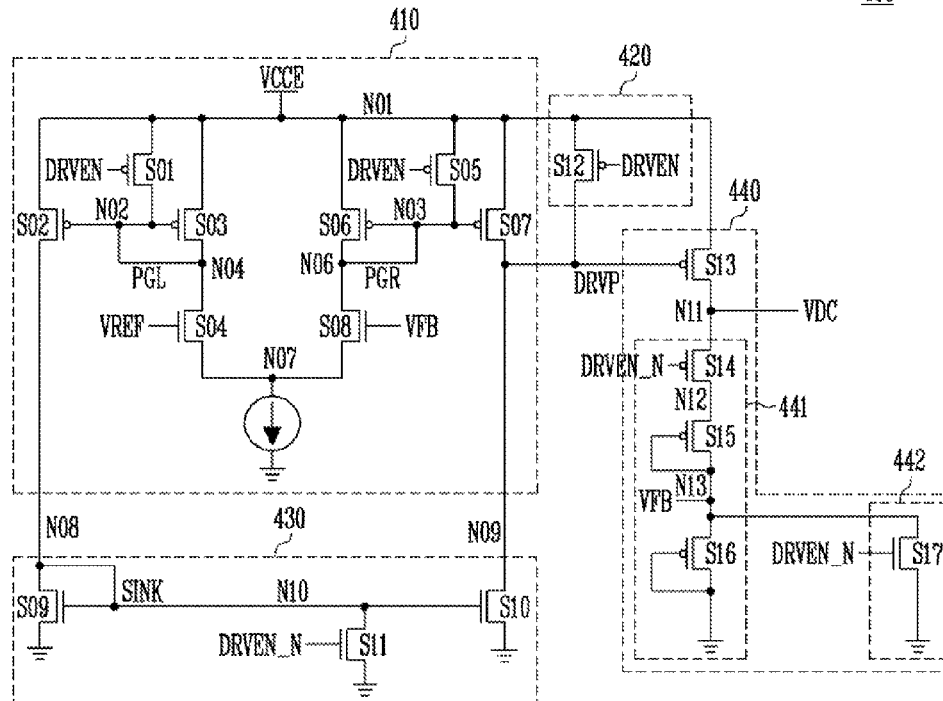 410
420
VCCE
N01
DRVEN
S01
DRVEN
S05
S12
DRVEN
440
S02
N02
S03
S06
N03
S07
PGL
N04
N06
PGR
DRVP
S13
N11
VDC
VREF
S04
S08
VFB
N07
DRVEN_N
S14
N12
441
S15
N13
VFB
442
N08
430
N09
S16
DRVEN_N
S17
S09
SINK
N10
S10
DRVEN_N
S11